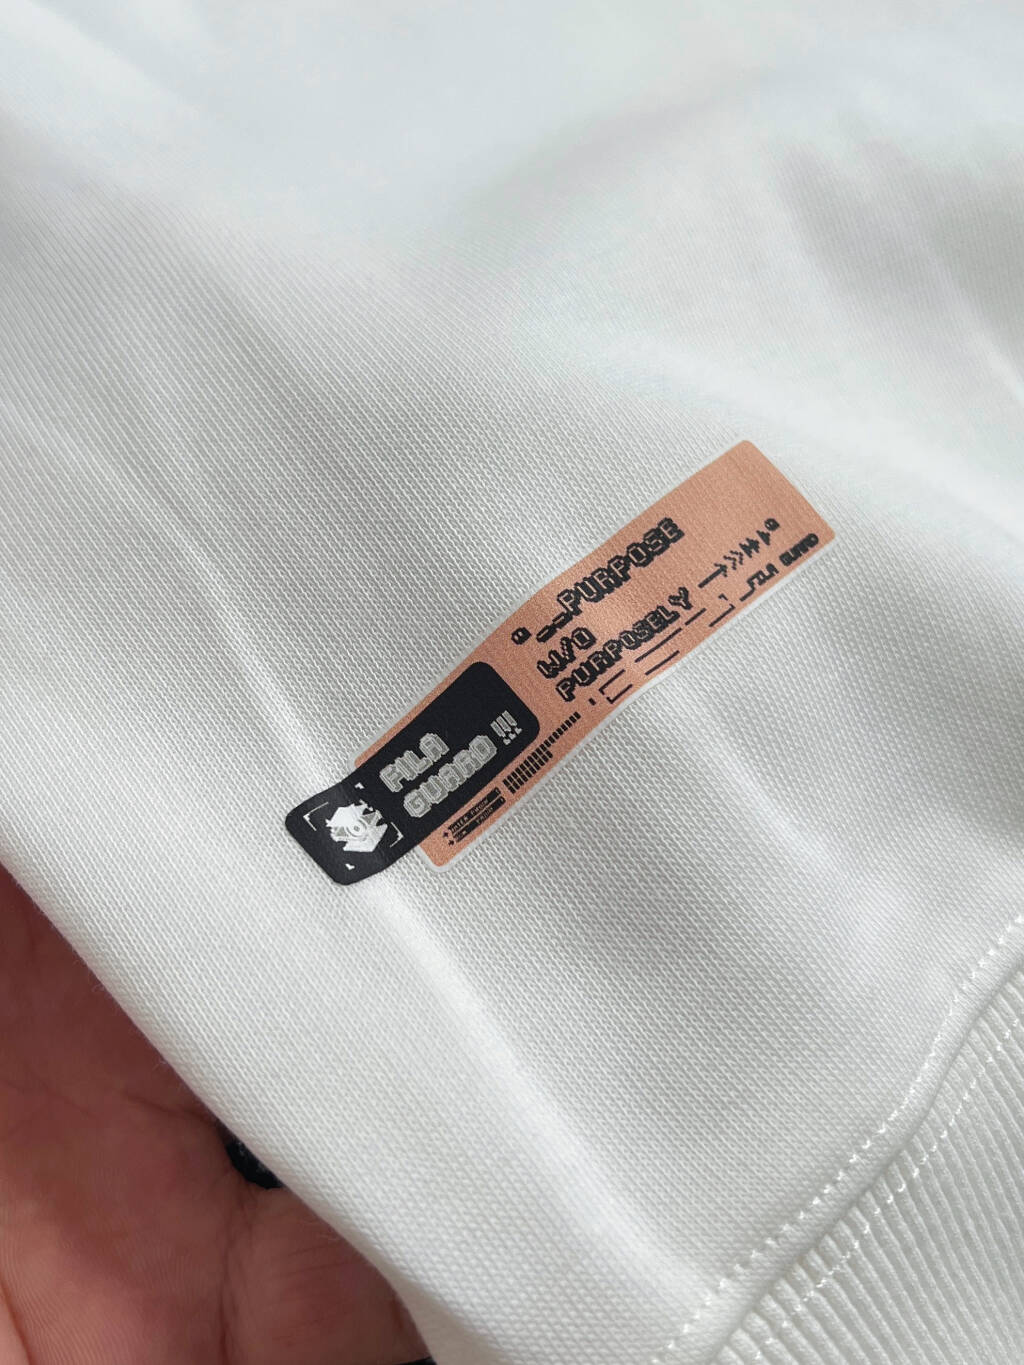 FILA
GUARD !!!
"__PURPOSE
W/O
PURPOSELY
FILA GUARD